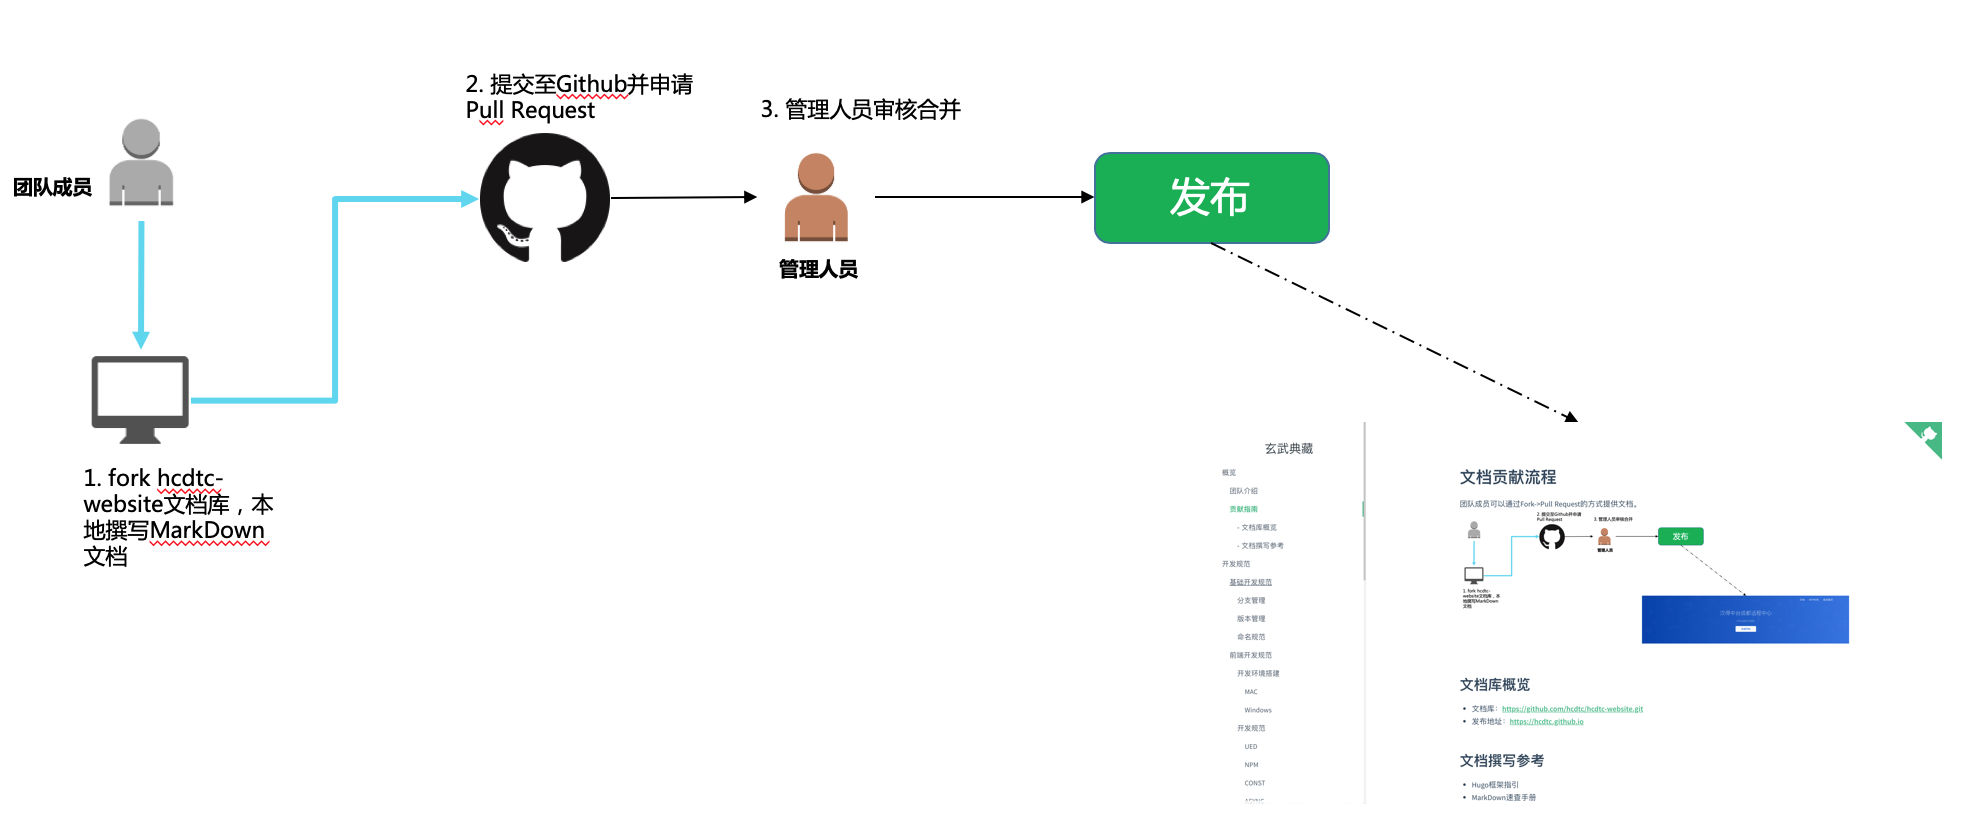 2. 提交至Github并申请
Pull Request
3. 管理人员审核合并
团队成员
发布
管理人员
1. fork hcdtc-
website文档库，本
地撰写MarkDown
文档
玄武典藏
概览
团队介绍
贡献指南
- 文档库概览
- 文档撰写参考
开发规范
基础开发规范
分支管理
版本管理
命名规范
前端开发规范
开发环境搭建
MAC
Windows
开发规范
UED
NPM
CONST
文档贡献流程
团队成员可以通过Fork->Pull Request的方式提供文档。
2. 提交至Github并申请
Pull Request
3. 管理人员审核合并
发布
管理人员
1. fork hcdtc-
website文档库，本
地撰写MarkDown
文档
文档库概览
• 文档库：https://github.com/hcdtc/hcdtc-website.git
• 发布地址：https://hcdtc.github.io
文档撰写参考
• Hugo框架指引
• MarkDown速查手册